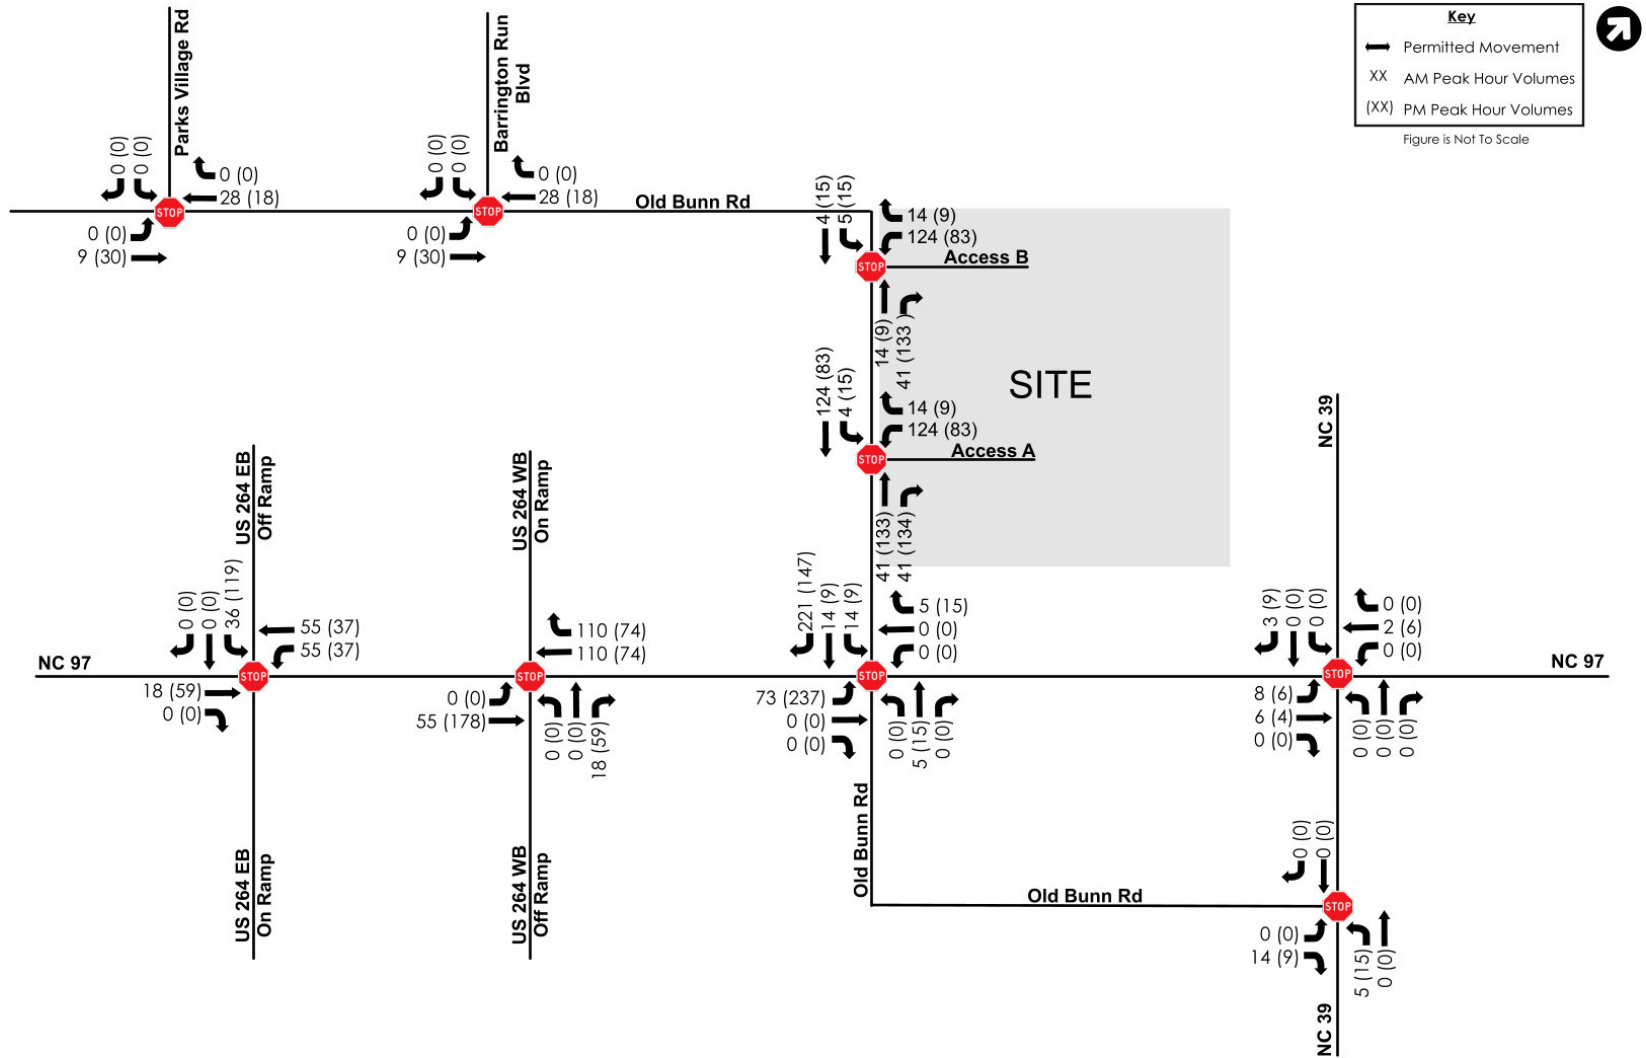 Key
Permitted Movement
XX AM Peak Hour Volumes
(XX) PM Peak Hour Volumes
Figure is Not To Scale
Parks Village Rd
0 (0)
0 (0)
0 (0)
28 (18)
0 (0)
9 (30)
Barrington Run
Blvd
0 (0)
0 (0)
0 (0)
28 (18)
0 (0)
9 (30)
Old Bunn Rd
4 (15)
5 (15)
14 (9)
124 (83)
STOP
Access B
14 (9)
41 (133 )
SITE
124 (83)
4 (15)
14 (9)
124 (83)
STOP
Access A
41 (133)
41 (134)
STOP
STOP
US 264 EB
Off Ramp
0 (0)
0 (0)
36 (119)
55 (37)
55 (37)
NC 97
STOP
18 (59)
0 (0)
US 264 EB
On Ramp
US 264 WB
On Ramp
110 (74)
110 (74)
STOP
0 (0)
55 (178)
0 (0)
0 (0)
18 (59)
US 264 WB
Off Ramp
221 (147)
14 (9)
14 (9)
5 (15)
0 (0)
0 (0)
STOP
73 (237)
0 (0)
0 (0)
0 (0)
5 (15)
0 (0)
Old Bunn Rd
NC 39
3 (9)
0 (0)
0 (0)
0 (0)
2 (6)
0 (0)
NC 97
STOP
8 (6)
6 (4)
0 (0)
0 (0)
0 (0)
0 (0)
Old Bunn Rd
0 (0)
0 (0)
STOP
0 (0)
14 (9)
5 (15)
0 (0)
NC 39